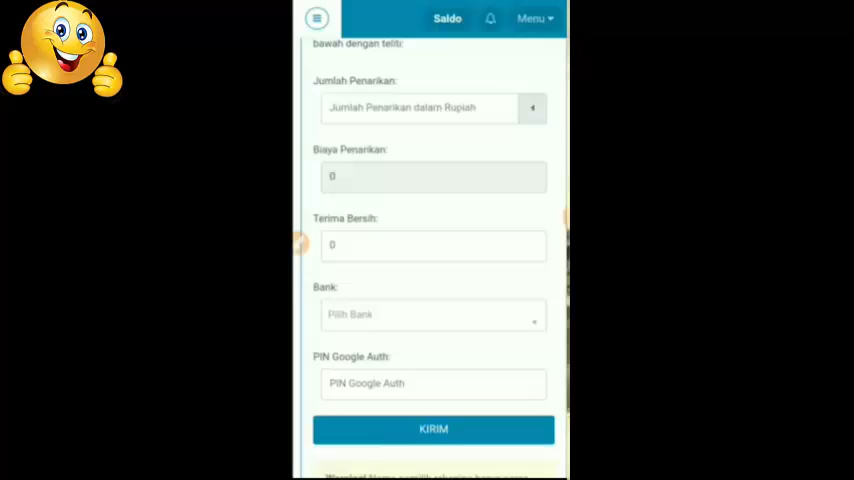 Saldo
Menu
bawah dengan teliti:
Jumlah Penarikan:
Jumlah Penarikan dalam Rupiah
Biaya Penarikan:
0
Terima Bersih:
0
Bank:
Pilih Bank
PIN Google Auth:
PIN Google Auth
KIRIM